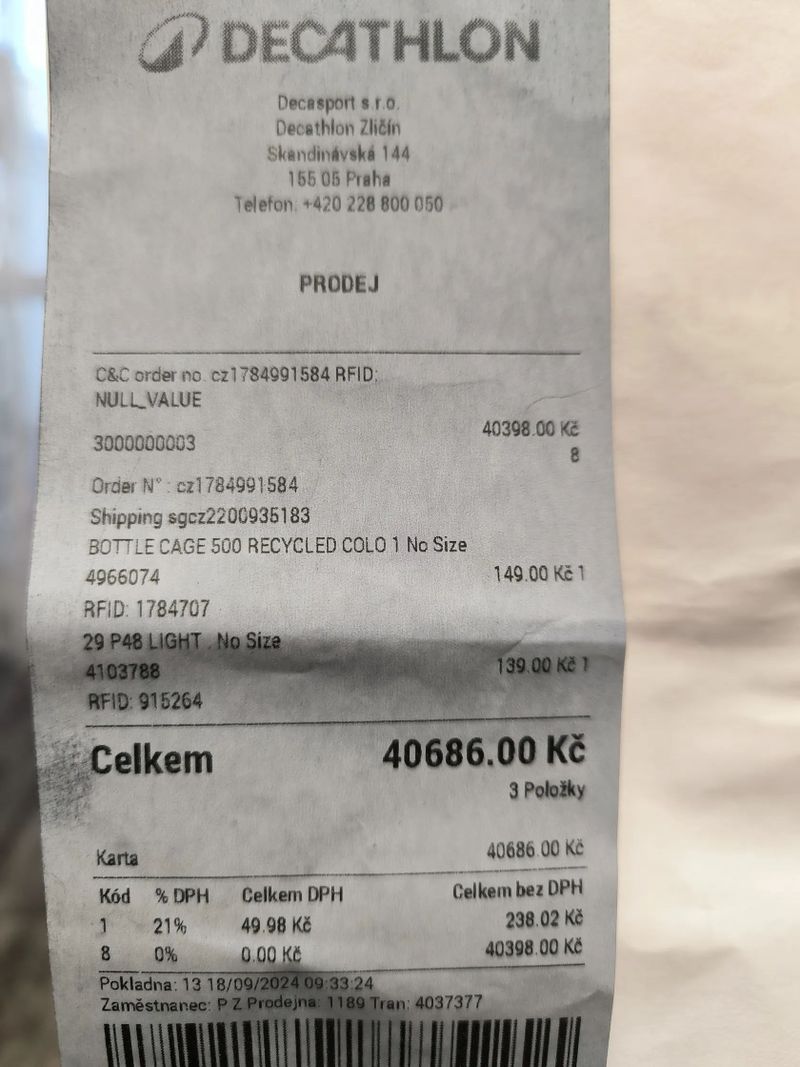 DECATHLON
Decasport s.r.o.
Decathlon Zličín
Skandinávská 144
155 05 Praha
Telefon: +420 228 800 050
PRODEJ
C&C order no. cz1784991584 RFID:
NULL_VALUE
40398.00 Kč
3000000003
8
Order N° : cz1784991584
Shipping sgcz2200935183
BOTTLE CAGE 500 RECYCLED COLO 1 No Size
4966074 149.00 Kč 1
RFID: 1784707
29 P48 LIGHT . No Size
4103788 139.00 Kč 1
RFID: 915264
Celkem 40686.00 Kč
3 Položky
Karta 40686.00 Kč
Kód % DPH Celkem DPH Celkem bez DPH
1 21% 49.98 Kč 238.02 Kč
8 0% 0.00 Kč 40398.00 Kč
Pokladna: 13 18/09/2024 09:33:24
Zaměstnanec: P Z Prodejna: 1189 Tran: 4037377